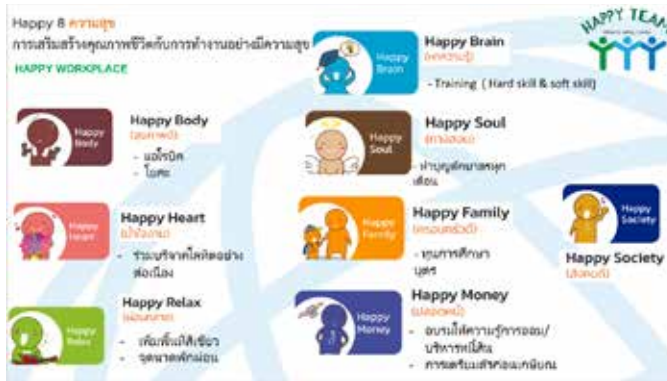 Happy 8 ความสุข
การเสริมสร้างคุณภาพชีวิตกับการทำงานอย่างมีความสุข
HAPPY WORKPLACE
HAPPY TEAM
Happy Brain
Happy Brain
(หาความรู้)
- Training ( Hard skill & soft skill)
Happy Body
Happy Body
(สุขภาพดี)
- แอโรบิค
- โยคะ
Happy Soul
Happy Soul
(ทางสงบ)
- ทำบุญตักบาตรทุก
เดือน
Happy Heart
Happy Heart
(น้ำใจงาม)
- ร่วมบริจาคโลหิตอย่าง
ต่อเนื่อง
Happy Family
Happy Family
(ครอบครัวดี)
- ทุนการศึกษา
บุตร
Happy Society
Happy Society
(สังคมดี)
Happy Relax
Happy Relax
(ผ่อนคลาย)
- เพิ่มพื้นที่สีเขียว
- จุดนวดพักผ่อน
Happy Money
Happy Money
(ปลอดหนี้)
- อบรมให้ความรู้การออม/
บริหารหนี้สิน
- การเตรียมตัวก่อนเกษียณ